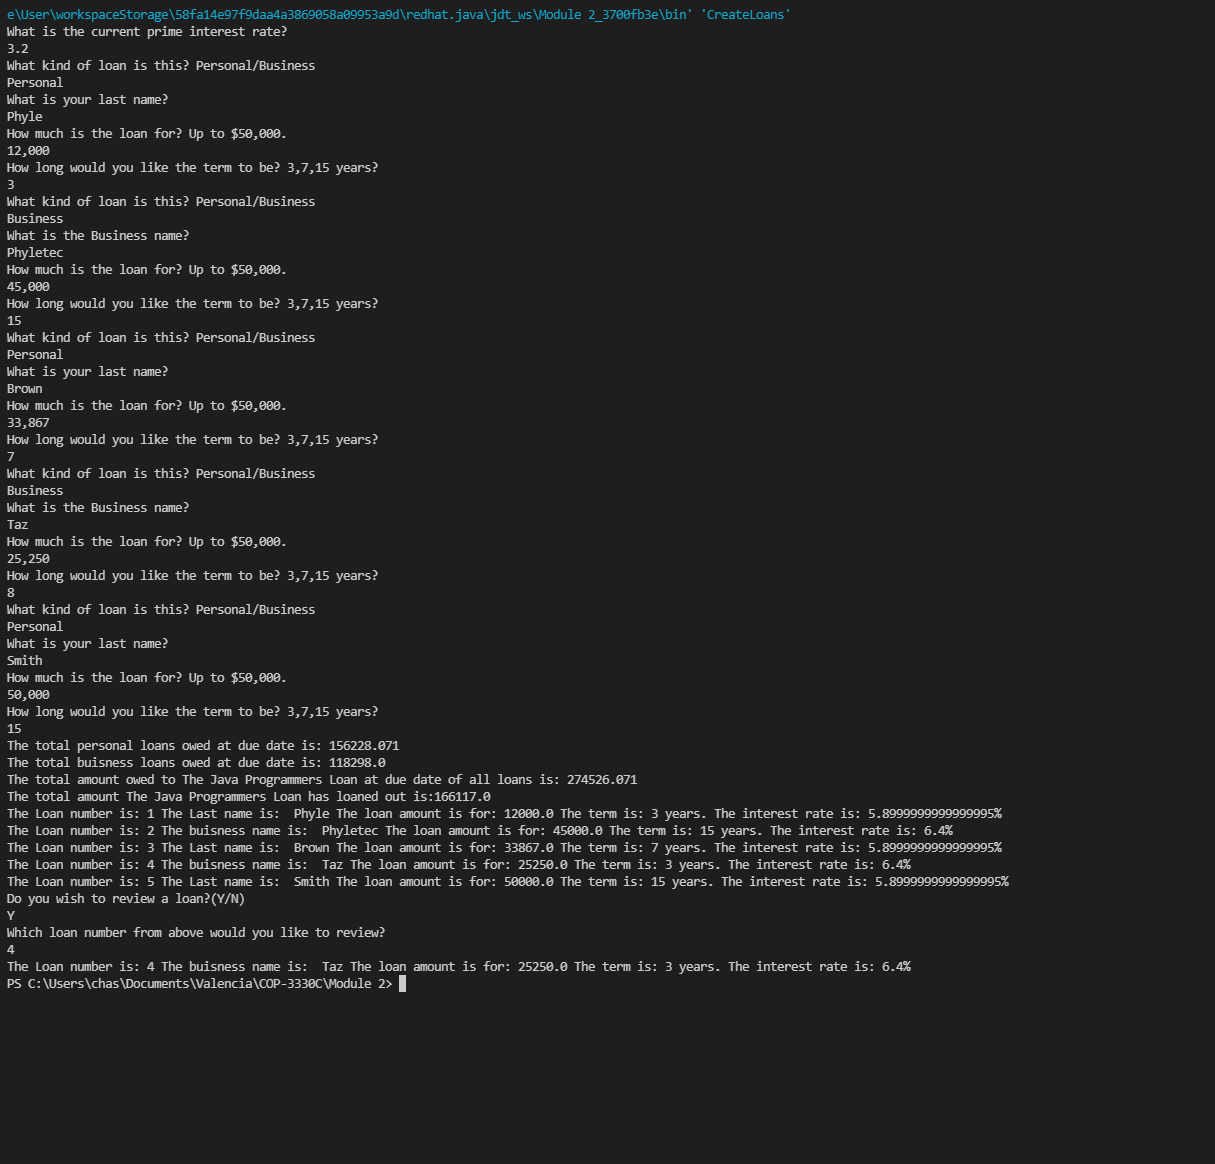 e\User\workspaceStorage\58fa14e97f9daa4a3869058a09953a9d\redhat.java\jdt_ws\Module 2_3700fb3e\bin' 'CreateLoans'
What is the current prime interest rate?
3.2
What kind of loan is this? Personal/Business
Personal
What is your last name?
Phyle
How much is the loan for? Up to $50,000.
12,000
How long would you like the term to be? 3,7,15 years?
3
What kind of loan is this? Personal/Business
Business
What is the Business name?
Phyletec
How much is the loan for? Up to $50,000.
45,000
How long would you like the term to be? 3,7,15 years?
15
What kind of loan is this? Personal/Business
Personal
What is your last name?
Brown
How much is the loan for? Up to $50,000.
33,867
How long would you like the term to be? 3,7,15 years?
7
What kind of loan is this? Personal/Business
Business
What is the Business name?
Taz
How much is the loan for? Up to $50,000.
25,250
How long would you like the term to be? 3,7,15 years?
8
What kind of loan is this? Personal/Business
Personal
What is your last name?
Smith
How much is the loan for? Up to $50,000.
50,000
How long would you like the term to be? 3,7,15 years?
15
The total personal loans owed at due date is: 156228.071
The total buisness loans owed at due date is: 118298.0
The total amount owed to The Java Programmers Loan at due date of all loans is: 274526.071
The total amount The Java Programmers Loan has loaned out is:166117.0
The Loan number is: 1 The Last name is:  Phyle The loan amount is for: 12000.0 The term is: 3 years. The interest rate is: 5.8999999999999995%
The Loan number is: 2 The buisness name is:  Phyletec The loan amount is for: 45000.0 The term is: 15 years. The interest rate is: 6.4%
The Loan number is: 3 The Last name is:  Brown The loan amount is for: 33867.0 The term is: 7 years. The interest rate is: 5.8999999999999995%
The Loan number is: 4 The buisness name is:  Taz The loan amount is for: 25250.0 The term is: 3 years. The interest rate is: 6.4%
The Loan number is: 5 The Last name is:  Smith The loan amount is for: 50000.0 The term is: 15 years. The interest rate is: 5.8999999999999995%
Do you wish to review a loan?(Y/N)
Y
Which loan number from above would you like to review?
4
The Loan number is: 4 The buisness name is:  Taz The loan amount is for: 25250.0 The term is: 3 years. The interest rate is: 6.4%
PS C:\Users\chas\Documents\Valencia\COP-3330C\Module 2>